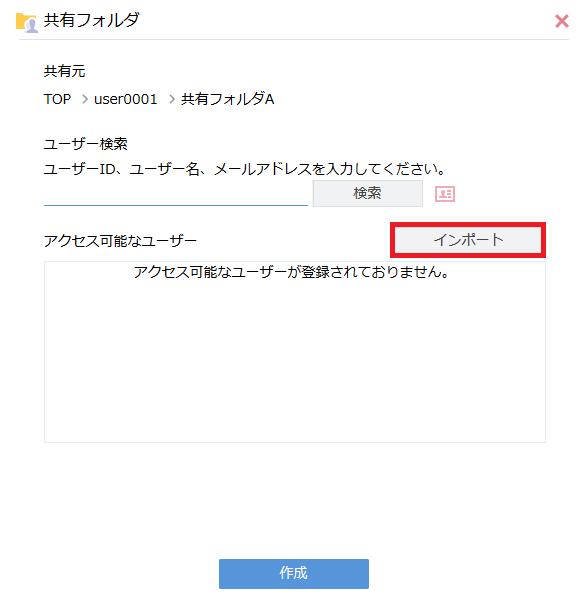 共有フォルダ
共有元
TOP > user0001 > 共有フォルダA
ユーザー検索
ユーザーID、ユーザー名、メールアドレスを入力してください。
検索
アクセス可能なユーザー
インポート
アクセス可能なユーザーが登録されておりません。
作成